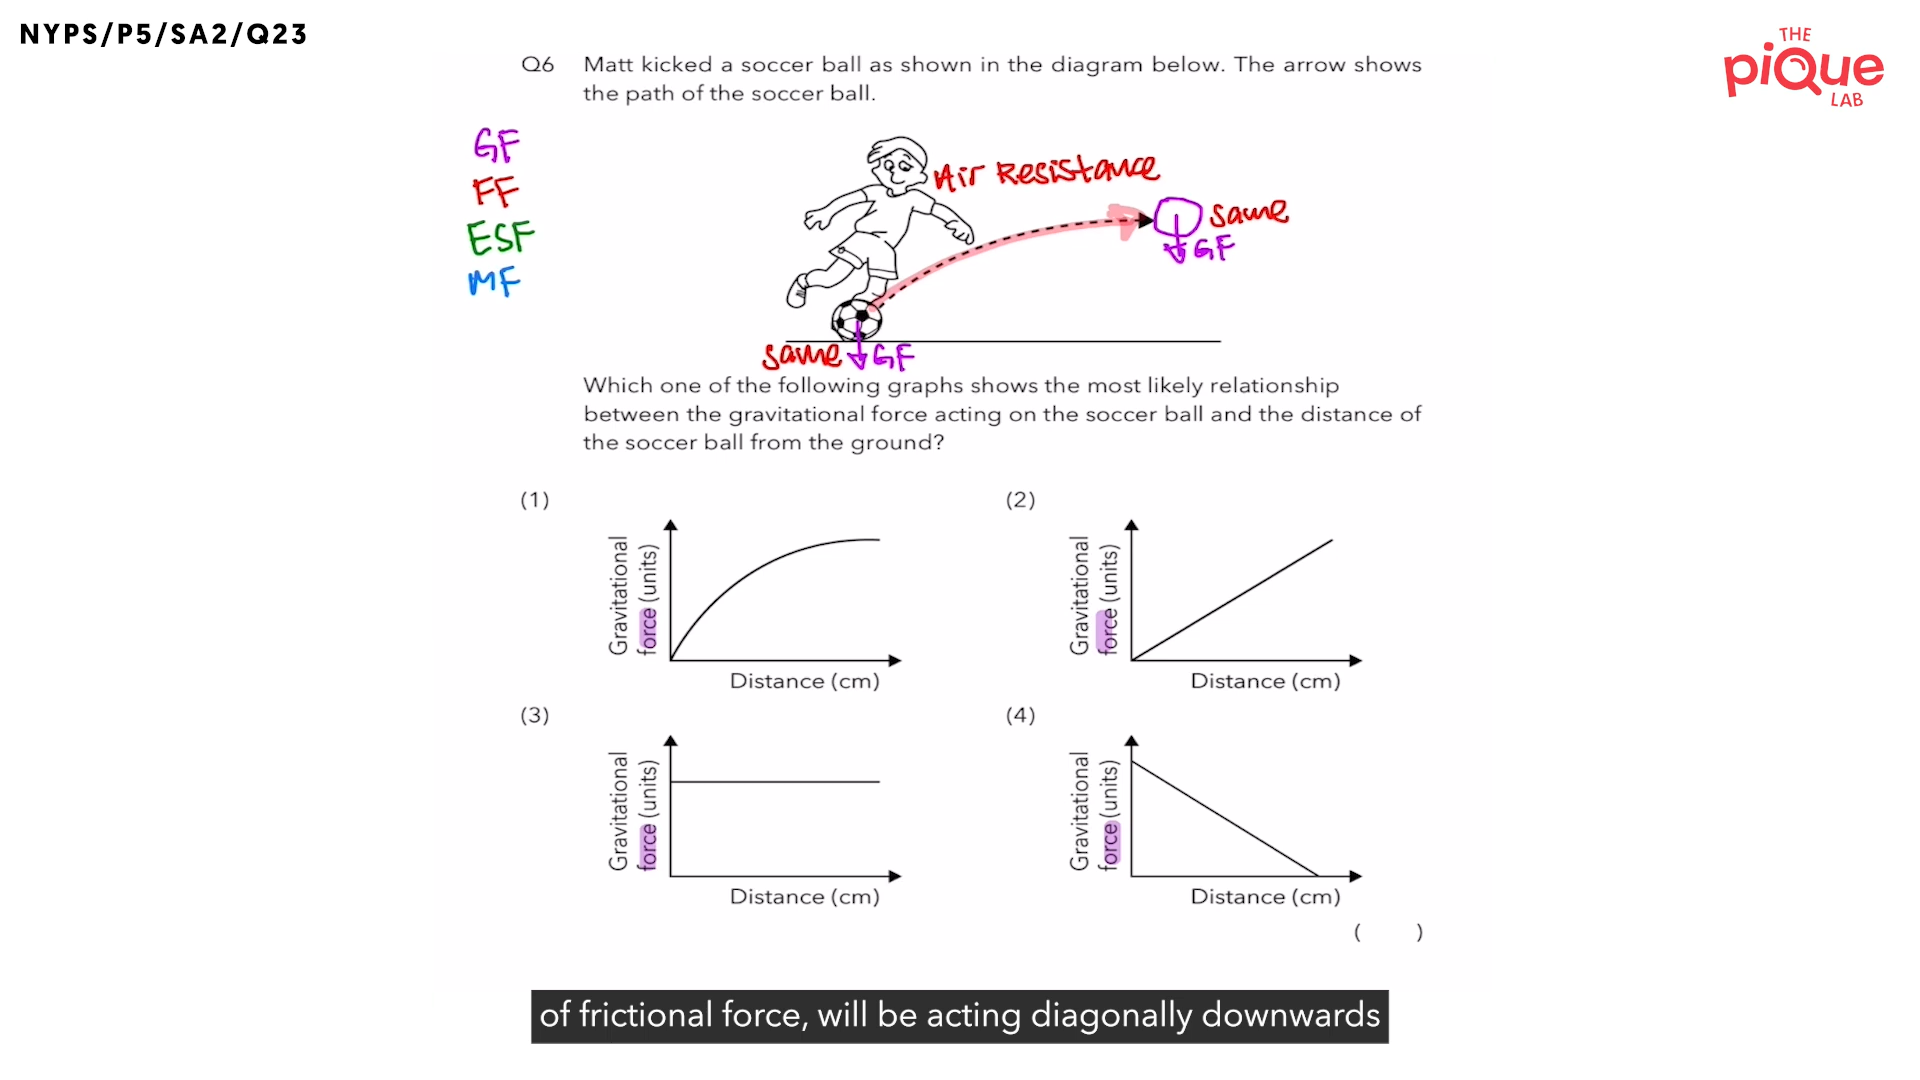 NYPS/P5/SA2/Q23
THE
piQue
LAB
Q6 Matt kicked a soccer ball as shown in the diagram below. The arrow shows
the path of the soccer ball.
GF
FF
ESF
MF
Air Resistance
same
GF
same GF
Which one of the following graphs shows the most likely relationship
between the gravitational force acting on the soccer ball and the distance of
the soccer ball from the ground?
(1)
Gravitational
force (units)
Distance (cm)
(2)
Gravitational
force (units)
Distance (cm)
(3)
Gravitational
force (units)
Distance (cm)
(4)
Gravitational
force (units)
Distance (cm)
( )
of frictional force, will be acting diagonally downwards